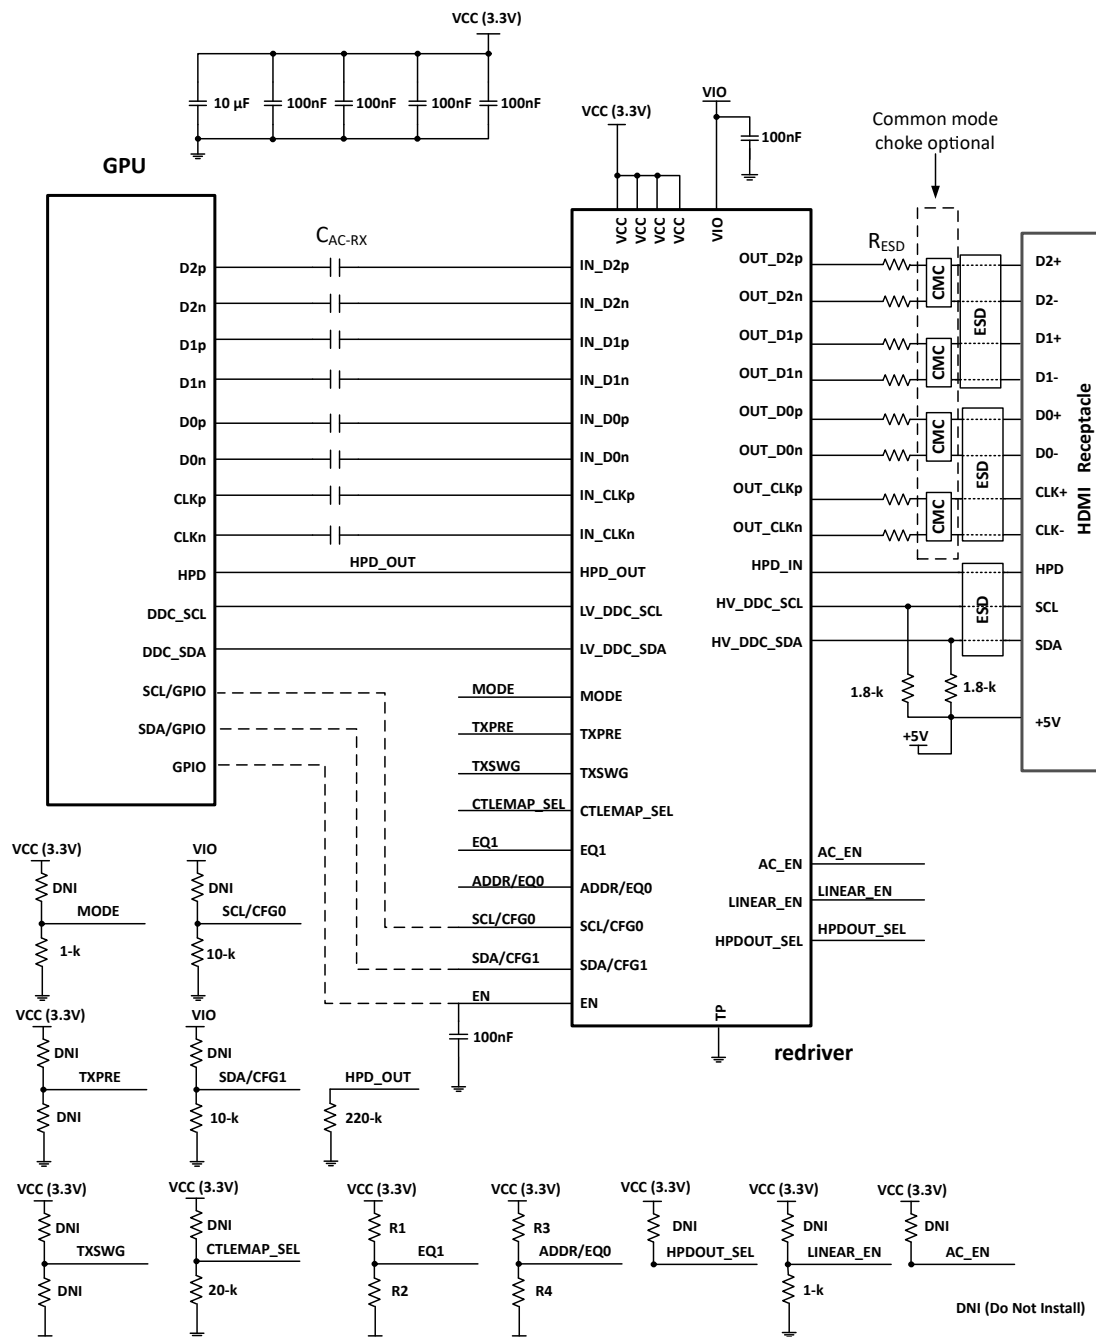 VCC (3.3V)
10 µF
100nF
100nF
100nF
100nF
VCC (3.3V)
VIO
100nF
Common mode
choke optional
GPU
VCC
VCC
VCC
VCC
VIO
CAC-RX
RESD
D2p
IN_D2p
OUT_D2p
D2+
D2n
IN_D2n
OUT_D2n
D2-
CMC
ESD
D1p
IN_D1p
OUT_D1p
D1+
D1n
IN_D1n
OUT_D1n
D1-
CMC
D0p
IN_D0p
OUT_D0p
D0+
D0n
IN_D0n
OUT_D0n
D0-
CMC
ESD
CLKp
IN_CLKp
OUT_CLKp
CLK+
CLKn
IN_CLKn
OUT_CLKn
CLK-
CMC
HDMI Receptacle
HPD
HPD_OUT
HPD_OUT
HPD_IN
HPD
DDC_SCL
LV_DDC_SCL
HV_DDC_SCL
ESD
SCL
DDC_SDA
LV_DDC_SDA
HV_DDC_SDA
SDA
SCL/GPIO
SDA/GPIO
GPIO
1.8-k
1.8-k
+5V
+5V
MODE
MODE
TXPRE
TXPRE
TXSWG
TXSWG
CTLEMAP_SEL
CTLEMAP_SEL
EQ1
EQ1
ADDR/EQ0
ADDR/EQ0
SCL/CFG0
SCL/CFG0
SDA/CFG1
SDA/CFG1
EN
EN
100nF
AC_EN
AC_EN
LINEAR_EN
LINEAR_EN
HPDOUT_SEL
HPDOUT_SEL
TP
redriver
VCC (3.3V)
DNI
MODE
1-k
VIO
DNI
SCL/CFG0
10-k
VCC (3.3V)
DNI
TXPRE
DNI
VIO
DNI
SDA/CFG1
10-k
HPD_OUT
220-k
VCC (3.3V)
DNI
TXSWG
DNI
VCC (3.3V)
DNI
CTLEMAP_SEL
20-k
VCC (3.3V)
R1
EQ1
R2
VCC (3.3V)
R3
ADDR/EQ0
R4
VCC (3.3V)
DNI
HPDOUT_SEL
VCC (3.3V)
DNI
LINEAR_EN
1-k
VCC (3.3V)
DNI
AC_EN
DNI (Do Not Install)